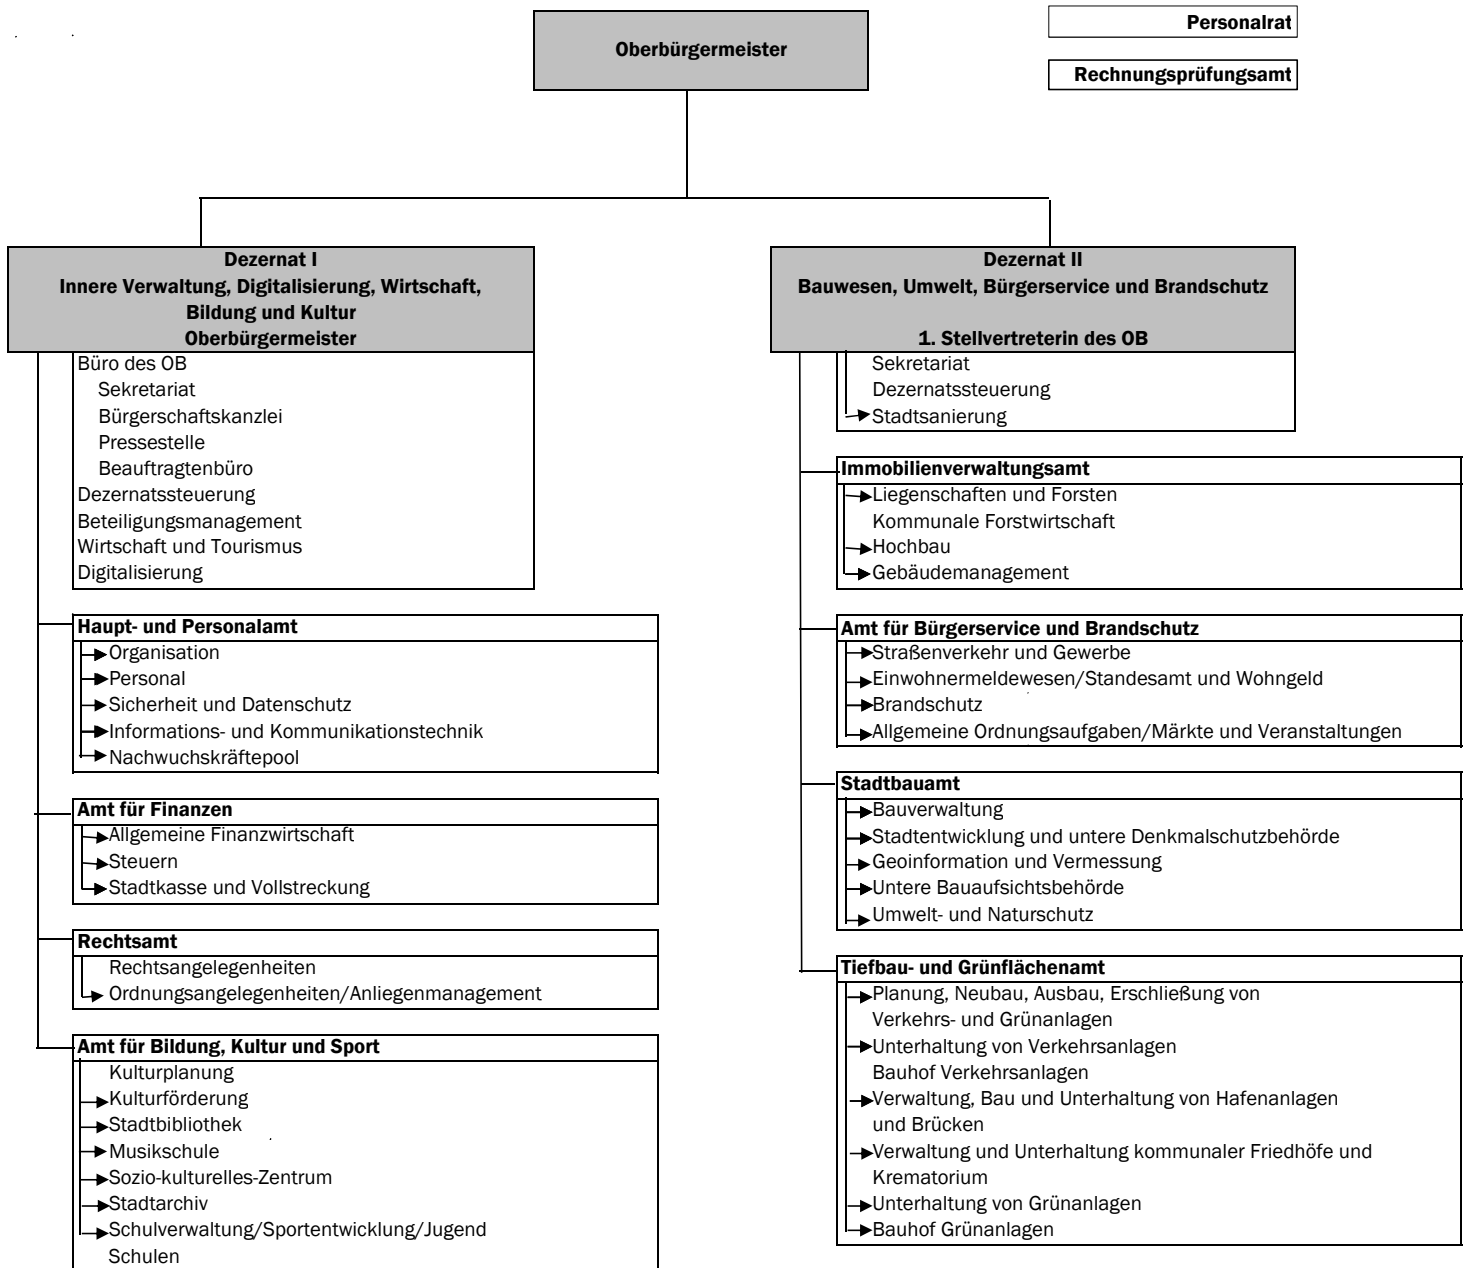 Oberbürgermeister
Personalrat
Rechnungsprüfungsamt
Dezernat I
Innere Verwaltung, Digitalisierung, Wirtschaft,
Bildung und Kultur
Oberbürgermeister
Büro des OB
Sekretariat
Bürgerschaftskanzlei
Pressestelle
Beauftragtenbüro
Dezernatssteuerung
Beteiligungsmanagement
Wirtschaft und Tourismus
Digitalisierung
Haupt- und Personalamt
Organisation
Personal
Sicherheit und Datenschutz
Informations- und Kommunikationstechnik
Nachwuchskräftepool
Amt für Finanzen
Allgemeine Finanzwirtschaft
Steuern
Stadtkasse und Vollstreckung
Rechtsamt
Rechtsangelegenheiten
Ordnungsangelegenheiten/Anliegenmanagement
Amt für Bildung, Kultur und Sport
Kulturplanung
Kulturförderung
Stadtbibliothek
Musikschule
Sozio-kulturelles-Zentrum
Stadtarchiv
Schulverwaltung/Sportentwicklung/Jugend
Schulen
Dezernat II
Bauwesen, Umwelt, Bürgerservice und Brandschutz
1. Stellvertreterin des OB
Sekretariat
Dezernatssteuerung
Stadtsanierung
Immobilienverwaltungsamt
Liegenschaften und Forsten
Kommunale Forstwirtschaft
Hochbau
Gebäudemanagement
Amt für Bürgerservice und Brandschutz
Straßenverkehr und Gewerbe
Einwohnermeldewesen/Standesamt und Wohngeld
Brandschutz
Allgemeine Ordnungsaufgaben/Märkte und Veranstaltungen
Stadtbauamt
Bauverwaltung
Stadtentwicklung und untere Denkmalschutzbehörde
Geoinformation und Vermessung
Untere Bauaufsichtsbehörde
Umwelt- und Naturschutz
Tiefbau- und Grünflächenamt
Planung, Neubau, Ausbau, Erschließung von
Verkehrs- und Grünanlagen
Unterhaltung von Verkehrsanlagen
Bauhof Verkehrsanlagen
Verwaltung, Bau und Unterhaltung von Hafenanlagen
und Brücken
Verwaltung und Unterhaltung kommunaler Friedhöfe und
Krematorium
Unterhaltung von Grünanlagen
Bauhof Grünanlagen